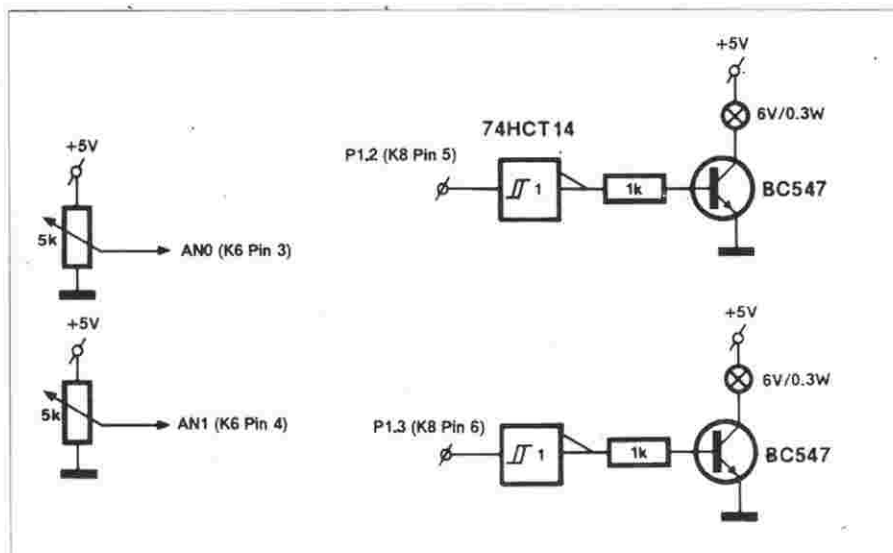 +5V
5k
AN0 (K6 Pin 3)
+5V
5k
AN1 (K6 Pin 4)
+5V
6V/0.3W
74HCT14
P1.2 (K8 Pin 5)
1
1k
BC547
+5V
6V/0.3W
P1.3 (K8 Pin 6)
1
1k
BC547